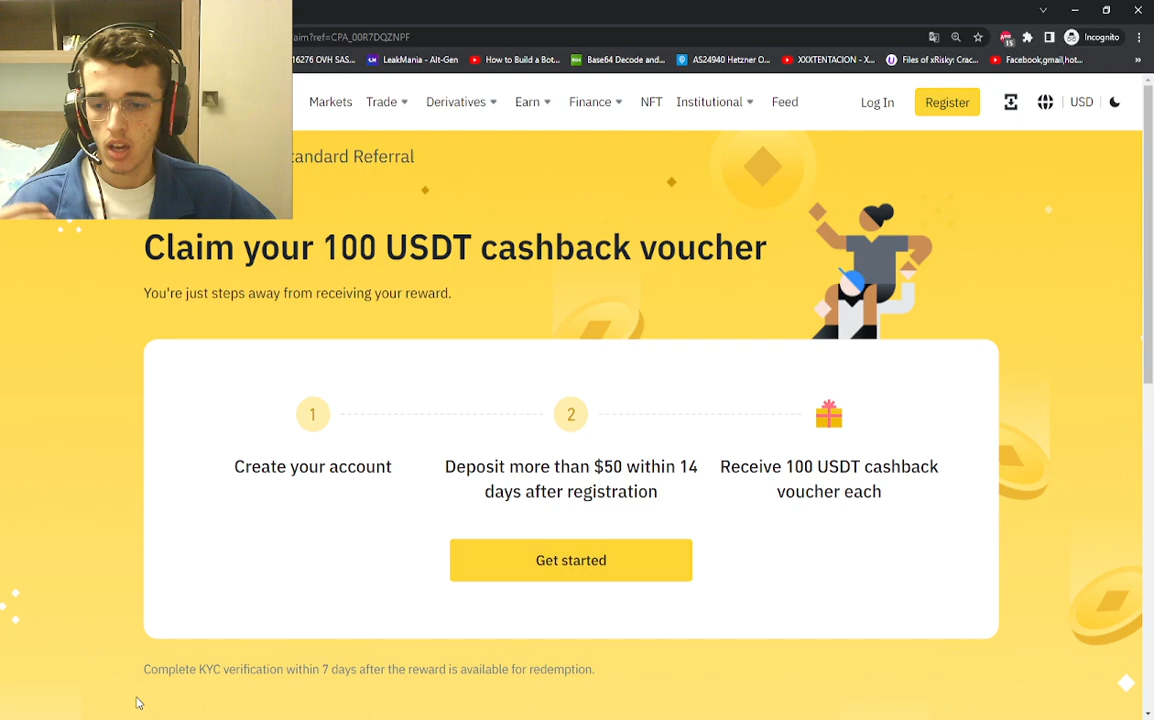 aim?ref=CPA_00R7DQZNPF
15
Incognito
16276 OVH SAS...
LeakMania - Alt-Gen
How to Build a Bot...
Base64 Decode and...
AS24940 Hetzner O...
XXXTENTACION - X...
Files of xRisky: Crac...
Facebook,gmail,hot...
Markets Trade Derivatives Earn Finance NFT Institutional Feed Log In Register USD
tandard Referral
Claim your 100 USDT cashback voucher
You're just steps away from receiving your reward.
1
2
Create your account
Deposit more than $50 within 14
days after registration
Receive 100 USDT cashback
voucher each
Get started
Complete KYC verification within 7 days after the reward is available for redemption.